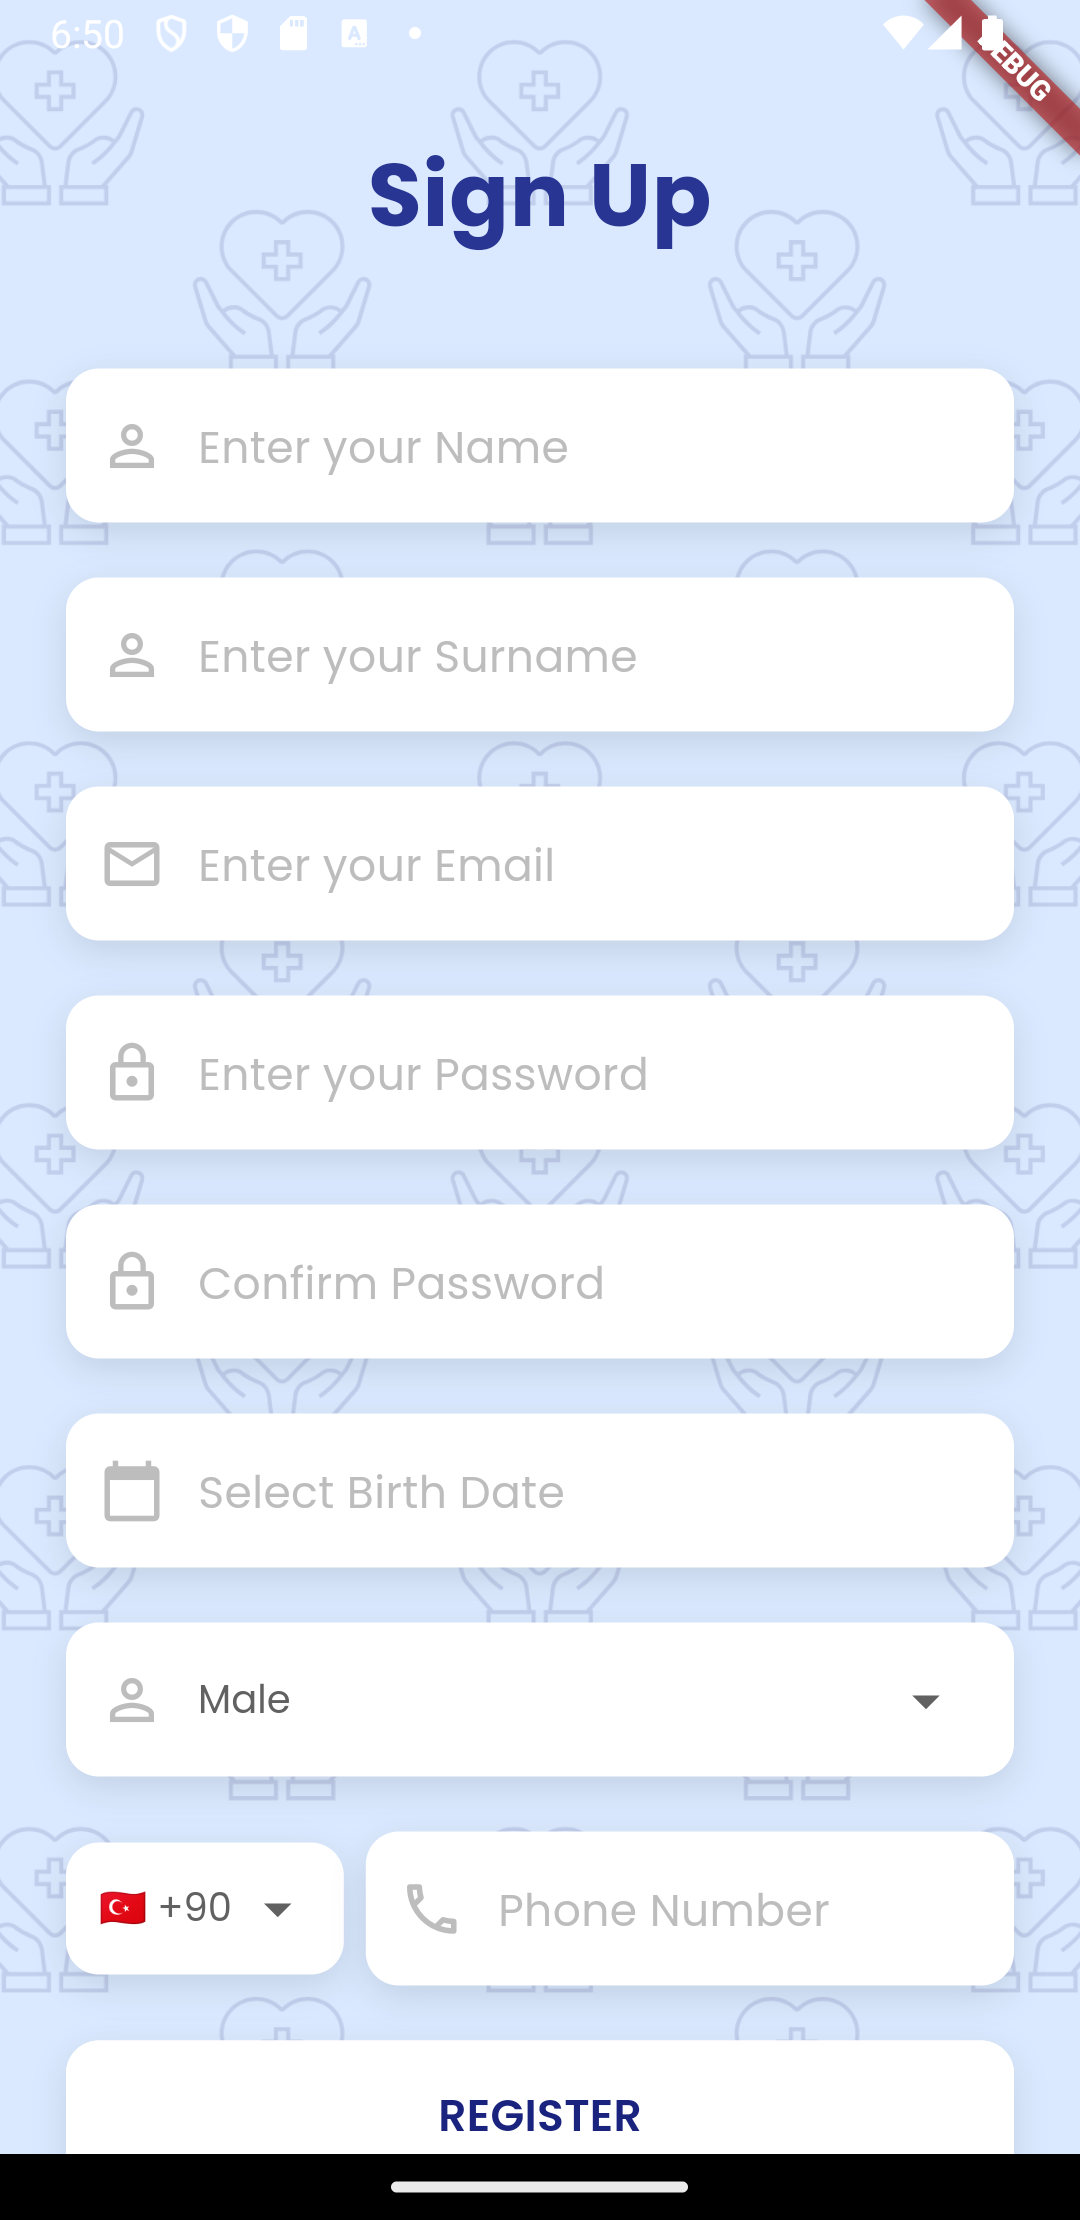 6:50
DEBUG
Sign Up
Enter your Name
Enter your Surname
Enter your Email
Enter your Password
Confirm Password
Select Birth Date
Male
+90
Phone Number
REGISTER